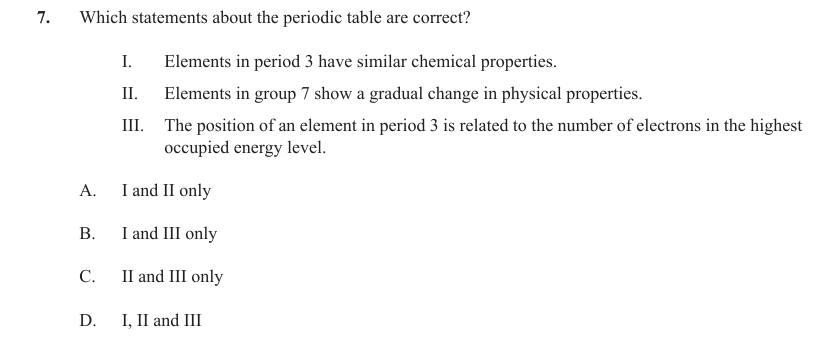 7. Which statements about the periodic table are correct?
I. Elements in period 3 have similar chemical properties.
II. Elements in group 7 show a gradual change in physical properties.
III. The position of an element in period 3 is related to the number of electrons in the highest
occupied energy level.
A. I and II only
B. I and III only
C. II and III only
D. I, II and III